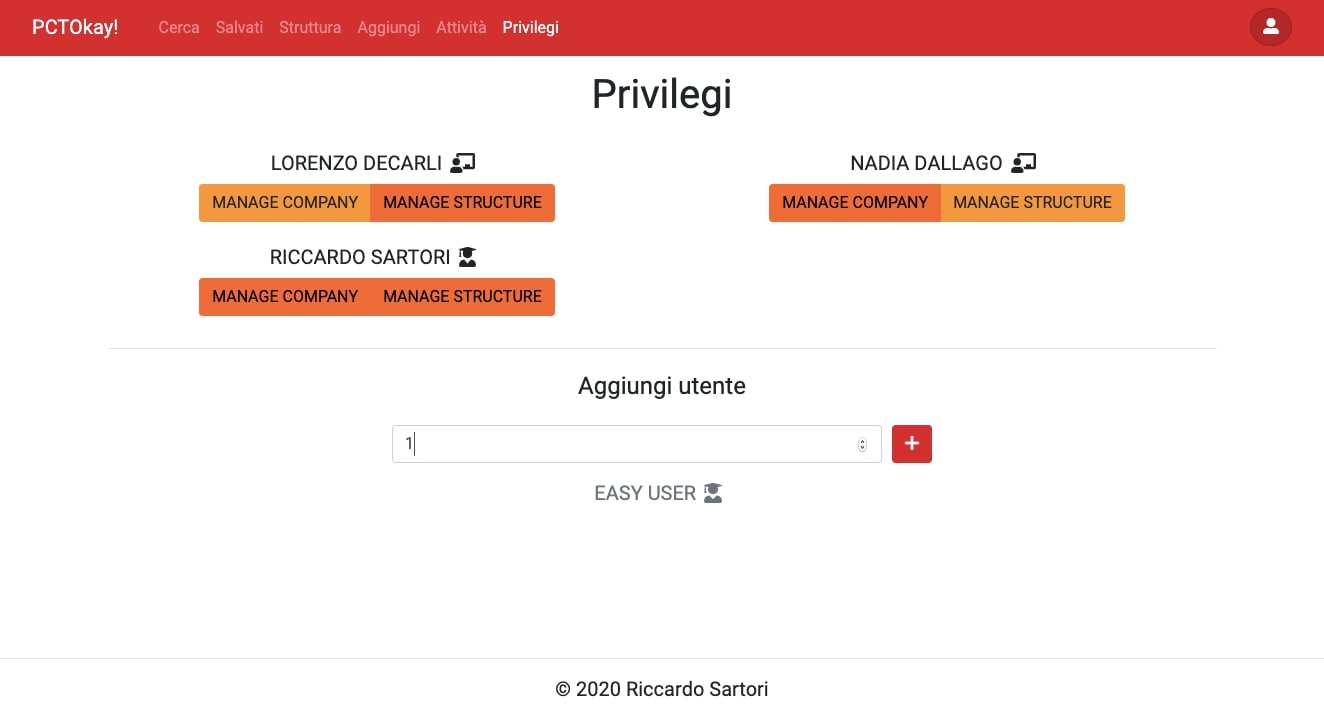 PCTOkay! Cerca Salvati Struttura Aggiungi Attività Privilegi
Privilegi
LORENZO DECARLI
MANAGE COMPANY MANAGE STRUCTURE
NADIA DALLAGO
MANAGE COMPANY MANAGE STRUCTURE
RICCARDO SARTORI
MANAGE COMPANY MANAGE STRUCTURE
Aggiungi utente
1
EASY USER
© 2020 Riccardo Sartori